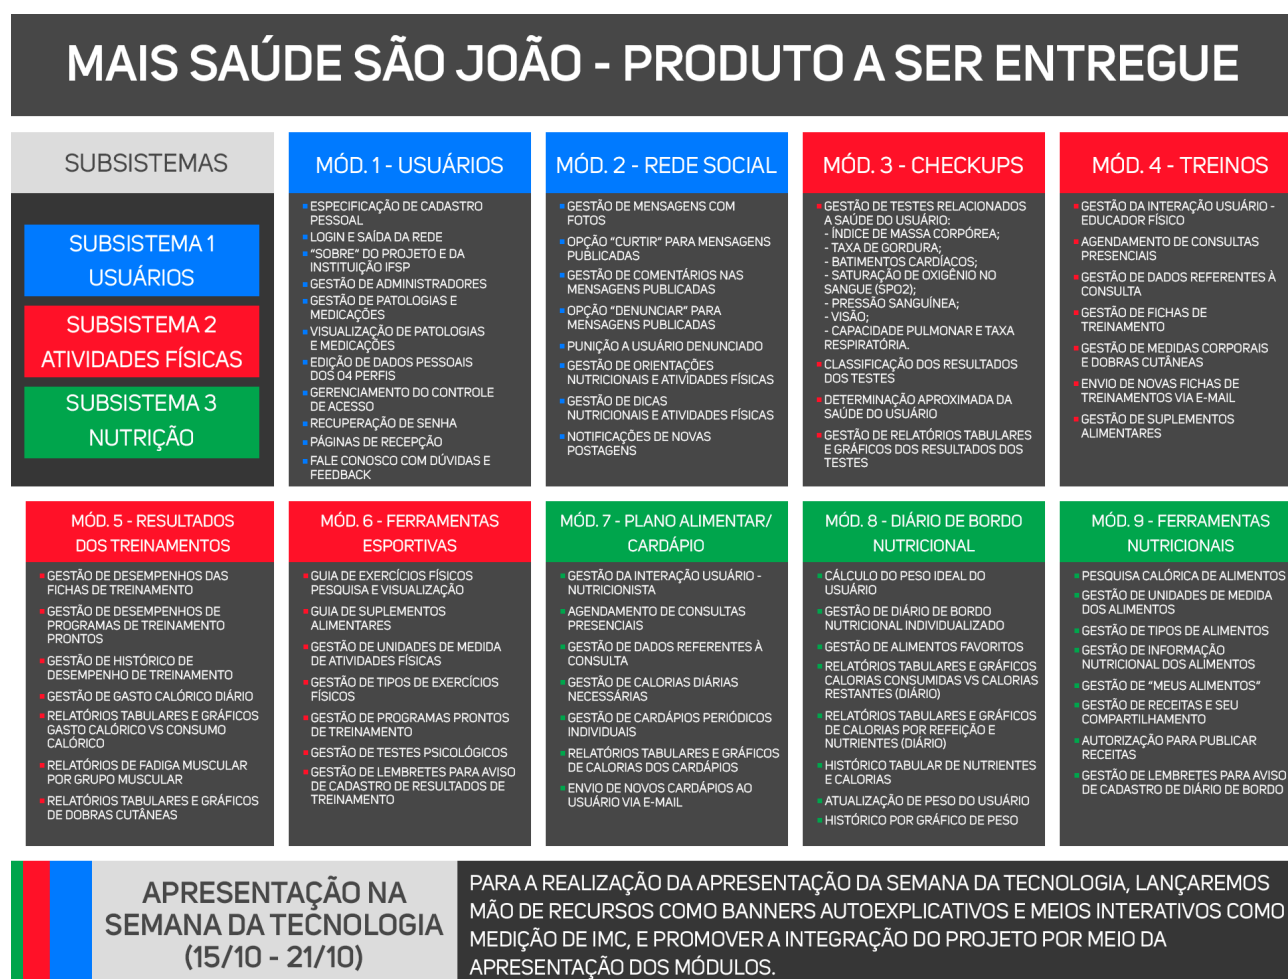 MAIS SAÚDE SÃO JOÃO - PRODUTO A SER ENTREGUE
SUBSISTEMAS
SUBSISTEMA 1
USUÁRIOS
SUBSISTEMA 2
ATIVIDADES FÍSICAS
SUBSISTEMA 3
NUTRIÇÃO
MÓD. 1 - USUÁRIOS
ESPECIFICAÇÃO DE CADASTRO
PESSOAL
LOGIN E SAÍDA DA REDE
"SOBRE" DO PROJETO E DA
INSTITUIÇÃO IFSP
GESTÃO DE ADMINISTRADORES
GESTÃO DE PATOLOGIAS E
MEDICAÇÕES
VISUALIZAÇÃO DE PATOLOGIAS
E MEDICAÇÕES
EDIÇÃO DE DADOS PESSOAIS
DOS 04 PERFIS
GERENCIAMENTO DO CONTROLE
DE ACESSO
RECUPERAÇÃO DE SENHA
PÁGINAS DE RECEPÇÃO
FALE CONOSCO COM DÚVIDAS E
FEEDBACK
MÓD. 2 - REDE SOCIAL
GESTÃO DE MENSAGENS COM
FOTOS
OPÇÃO "CURTIR" PARA MENSAGENS
PUBLICADAS
GESTÃO DE COMENTÁRIOS NAS
MENSAGENS PUBLICADAS
OPÇÃO "DENUNCIAR" PARA
MENSAGENS PUBLICADAS
PUNIÇÃO A USUÁRIO DENUNCIADO
GESTÃO DE ORIENTAÇÕES
NUTRICIONAIS E ATIVIDADES FÍSICAS
GESTÃO DE DICAS
NUTRICIONAIS E ATIVIDADES FÍSICAS
NOTIFICAÇÕES DE NOVAS
POSTAGENS
MÓD. 3 - CHECKUPS
GESTÃO DE TESTES RELACIONADOS
A SAÚDE DO USUÁRIO:
- ÍNDICE DE MASSA CORPÓREA;
- TAXA DE GORDURA;
- BATIMENTOS CARDÍACOS;
- SATURAÇÃO DE OXIGÊNIO NO
SANGUE (SPO2);
- PRESSÃO SANGUÍNEA;
- VISÃO;
- CAPACIDADE PULMONAR E TAXA
RESPIRATÓRIA.
CLASSIFICAÇÃO DOS RESULTADOS
DOS TESTES
DETERMINAÇÃO APROXIMADA DA
SAÚDE DO USUÁRIO
GESTÃO DE RELATÓRIOS TABULARES
E GRÁFICOS DOS RESULTADOS DOS
TESTES
MÓD. 4 - TREINOS
GESTÃO DA INTERAÇÃO USUÁRIO -
EDUCADOR FÍSICO
AGENDAMENTO DE CONSULTAS
PRESENCIAIS
GESTÃO DE DADOS REFERENTES À
CONSULTA
GESTÃO DE FICHAS DE
TREINAMENTO
GESTÃO DE MEDIDAS CORPORAIS
E DOBRAS CUTÂNEAS
ENVIO DE NOVAS FICHAS DE
TREINAMENTOS VIA E-MAIL
GESTÃO DE SUPLEMENTOS
ALIMENTARES
MÓD. 5 - RESULTADOS
DOS TREINAMENTOS
GESTÃO DE DESEMPENHOS DAS
FICHAS DE TREINAMENTO
GESTÃO DE DESEMPENHOS DE
PROGRAMAS DE TREINAMENTO
PRONTOS
GESTÃO DE HISTÓRICO DE
DESEMPENHO DE TREINAMENTO
GESTÃO DE GASTO CALÓRICO DIÁRIO
RELATÓRIOS TABULARES E GRÁFICOS
GASTO CALÓRICO VS CONSUMO
CALÓRICO
RELATÓRIOS DE FADIGA MUSCULAR
POR GRUPO MUSCULAR
RELATÓRIOS TABULARES E GRÁFICOS
DE DOBRAS CUTÂNEAS
MÓD. 6 - FERRAMENTAS
ESPORTIVAS
GUIA DE EXERCÍCIOS FÍSICOS
PESQUISA E VISUALIZAÇÃO
GUIA DE SUPLEMENTOS
ALIMENTARES
GESTÃO DE UNIDADES DE MEDIDA
DE ATIVIDADES FÍSICAS
GESTÃO DE TIPOS DE EXERCÍCIOS
FÍSICOS
GESTÃO DE PROGRAMAS PRONTOS
DE TREINAMENTO
GESTÃO DE TESTES PSICOLÓGICOS
GESTÃO DE LEMBRETES PARA AVISO
DE CADASTRO DE RESULTADOS DE
TREINAMENTO
MÓD. 7 - PLANO ALIMENTAR/
CARDÁPIO
GESTÃO DA INTERAÇÃO USUÁRIO -
NUTRICIONISTA
AGENDAMENTO DE CONSULTAS
PRESENCIAIS
GESTÃO DE DADOS REFERENTES À
CONSULTA
GESTÃO DE CALORIAS DIÁRIAS
NECESSÁRIAS
GESTÃO DE CARDÁPIOS PERIÓDICOS
INDIVIDUAIS
RELATÓRIOS TABULARES E GRÁFICOS
DE CALORIAS DOS CARDÁPIOS
ENVIO DE NOVOS CARDÁPIOS AO
USUÁRIO VIA E-MAIL
MÓD. 8 - DIÁRIO DE BORDO
NUTRICIONAL
CÁLCULO DO PESO IDEAL DO
USUÁRIO
GESTÃO DE DIÁRIO DE BORDO
NUTRICIONAL INDIVIDUALIZADO
GESTÃO DE ALIMENTOS FAVORITOS
RELATÓRIOS TABULARES E GRÁFICOS
CALORIAS CONSUMIDAS VS CALORIAS
RESTANTES (DIÁRIO)
RELATÓRIOS TABULARES E GRÁFICOS
DE CALORIAS POR REFEIÇÃO E
NUTRIENTES (DIÁRIO)
HISTÓRICO TABULAR DE NUTRIENTES
E CALORIAS
ATUALIZAÇÃO DE PESO DO USUÁRIO
HISTÓRICO POR GRÁFICO DE PESO
MÓD. 9 - FERRAMENTAS
NUTRICIONAIS
PESQUISA CALÓRICA DE ALIMENTOS
GESTÃO DE UNIDADES DE MEDIDA
DOS ALIMENTOS
GESTÃO DE TIPOS DE ALIMENTOS
GESTÃO DE INFORMAÇÃO
NUTRICIONAL DOS ALIMENTOS
GESTÃO DE "MEUS ALIMENTOS"
GESTÃO DE RECEITAS E SEU
COMPARTILHAMENTO
AUTORIZAÇÃO PARA PUBLICAR
RECEITAS
GESTÃO DE LEMBRETES PARA AVISO
DE CADASTRO DE DIÁRIO DE BORDO
APRESENTAÇÃO NA
SEMANA DA TECNOLOGIA
(15/10 - 21/10)
PARA A REALIZAÇÃO DA APRESENTAÇÃO DA SEMANA DA TECNOLOGIA, LANÇAREMOS
MÃO DE RECURSOS COMO BANNERS AUTOEXPLICATIVOS E MEIOS INTERATIVOS COMO
MEDIÇÃO DE IMC, E PROMOVER A INTEGRAÇÃO DO PROJETO POR MEIO DA
APRESENTAÇÃO DOS MÓDULOS.